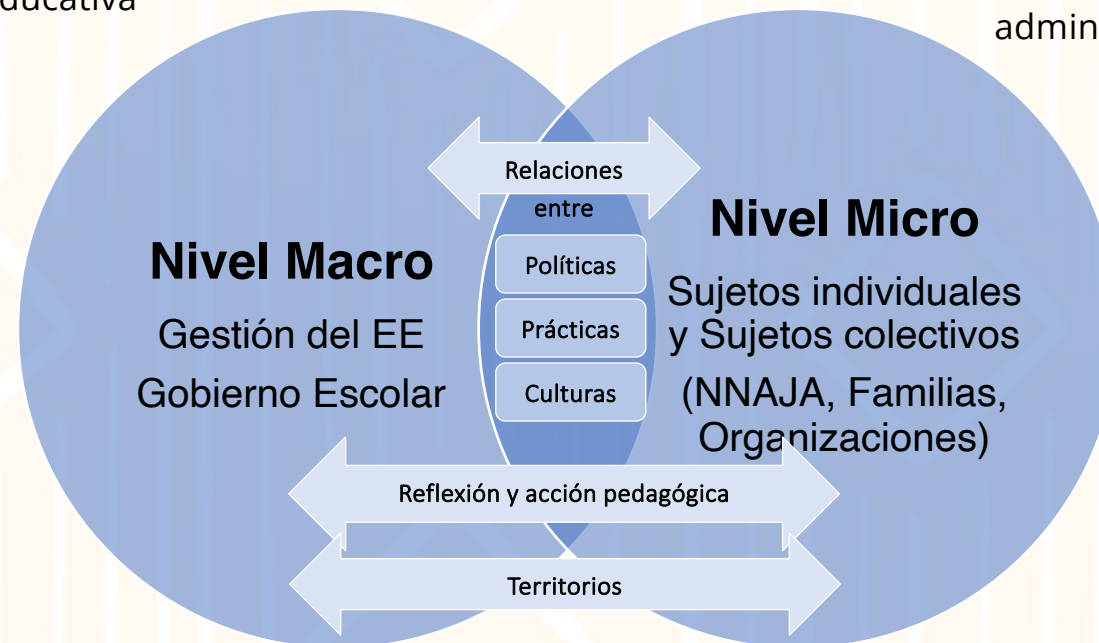 ducativa
admin
Relaciones
entre
Políticas
Prácticas
Culturas
Nivel Macro
Gestión del EE
Gobierno Escolar
Nivel Micro
Sujetos individuales
y Sujetos colectivos
(NNAJA, Familias,
Organizaciones)
Reflexión y acción pedagógica
Territorios